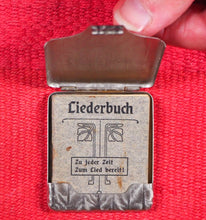 Liederbuch
Zu jeder Zeit
Zum Lied bereit!